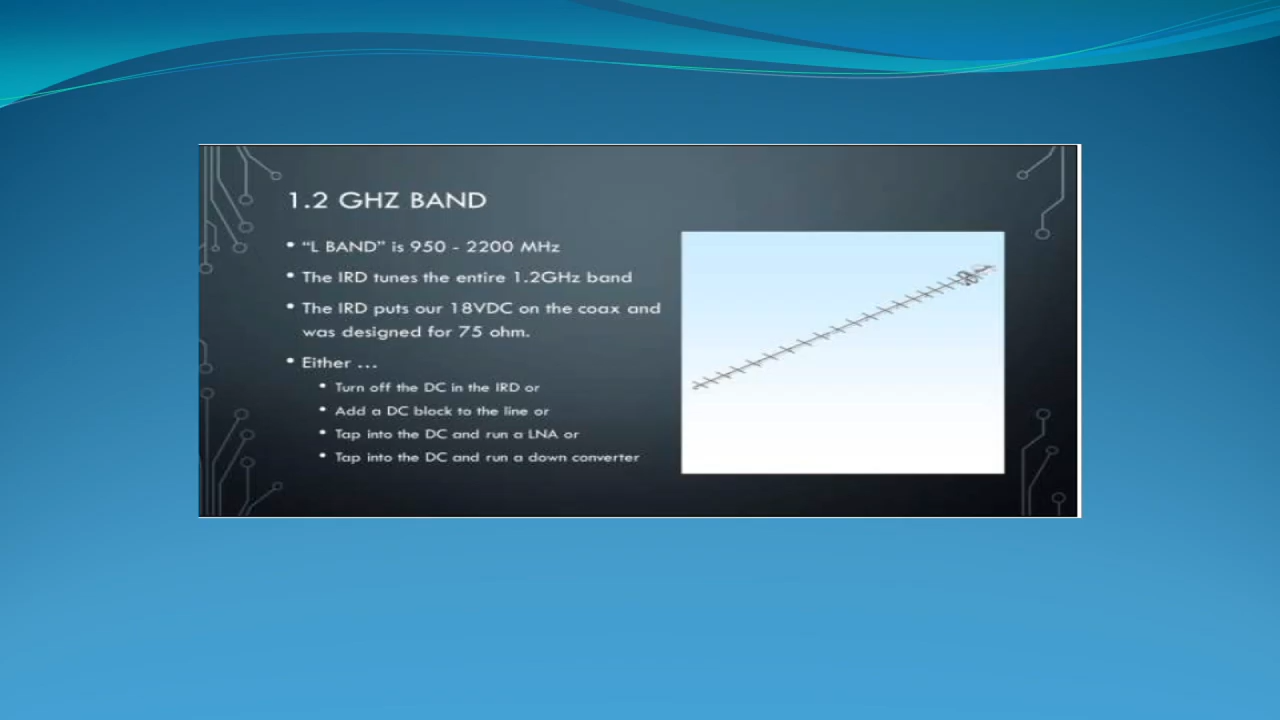 1.2 GHZ BAND
• "L BAND" is 950 - 2200 MHz
• The IRD tunes the entire 1.2GHz band
• The IRD puts our 18VDC on the coax and
was designed for 75 ohm.
• Either ...
• Turn off the DC in the IRD or
• Add a DC block to the line or
• Tap into the DC and run a LNA or
• Tap into the DC and run a down converter